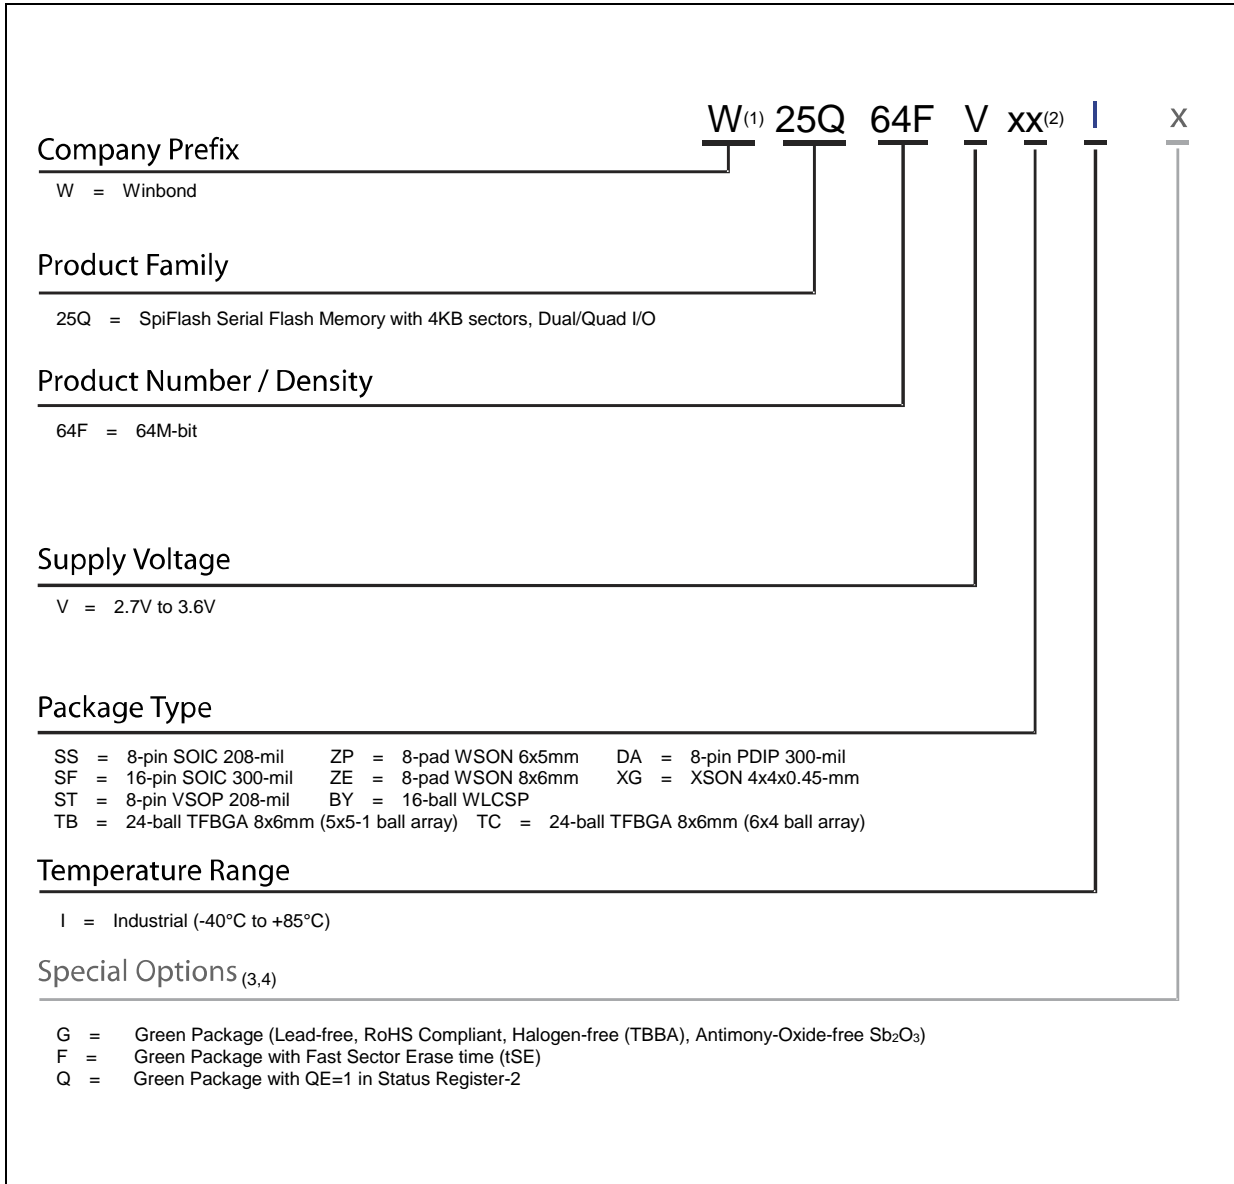 W(1) 25Q 64F V xx(2) I x
Company Prefix
W = Winbond
Product Family
25Q = SpiFlash Serial Flash Memory with 4KB sectors, Dual/Quad I/O
Product Number / Density
64F = 64M-bit
Supply Voltage
V = 2.7V to 3.6V
Package Type
SS = 8-pin SOIC 208-mil ZP = 8-pad WSON 6x5mm DA = 8-pin PDIP 300-mil
SF = 16-pin SOIC 300-mil ZE = 8-pad WSON 8x6mm XG = XSON 4x4x0.45-mm
ST = 8-pin VSOP 208-mil BY = 16-ball WLCSP
TB = 24-ball TFBGA 8x6mm (5x5-1 ball array) TC = 24-ball TFBGA 8x6mm (6x4 ball array)
Temperature Range
I = Industrial (-40°C to +85°C)
Special Options (3,4)
G = Green Package (Lead-free, RoHS Compliant, Halogen-free (TBBA), Antimony-Oxide-free Sb₂O₃)
F = Green Package with Fast Sector Erase time (tSE)
Q = Green Package with QE=1 in Status Register-2